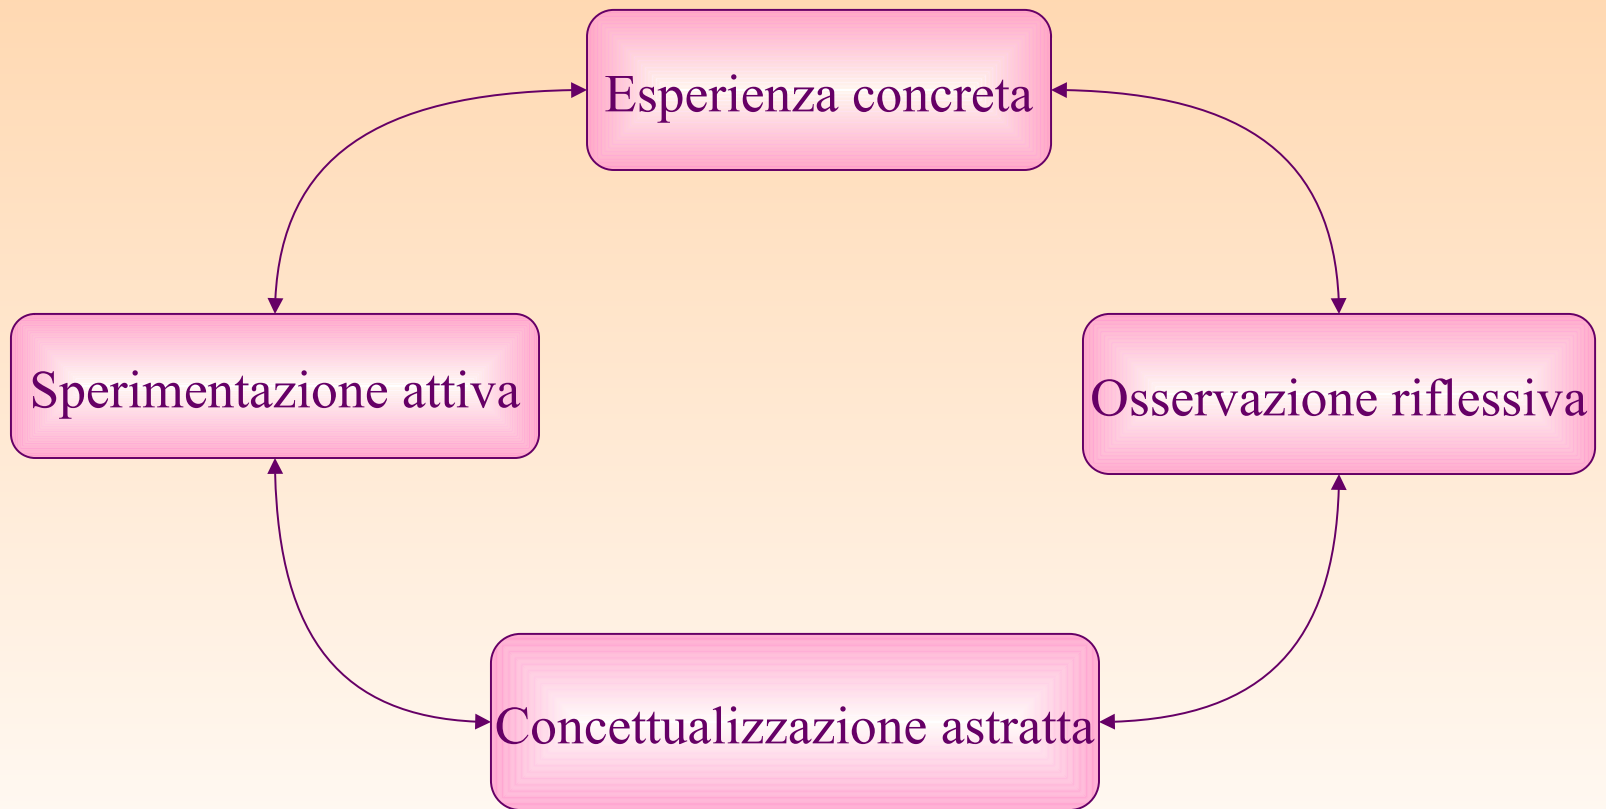 Esperienza concreta
Sperimentazione attiva
Osservazione riflessiva
Concettualizzazione astratta